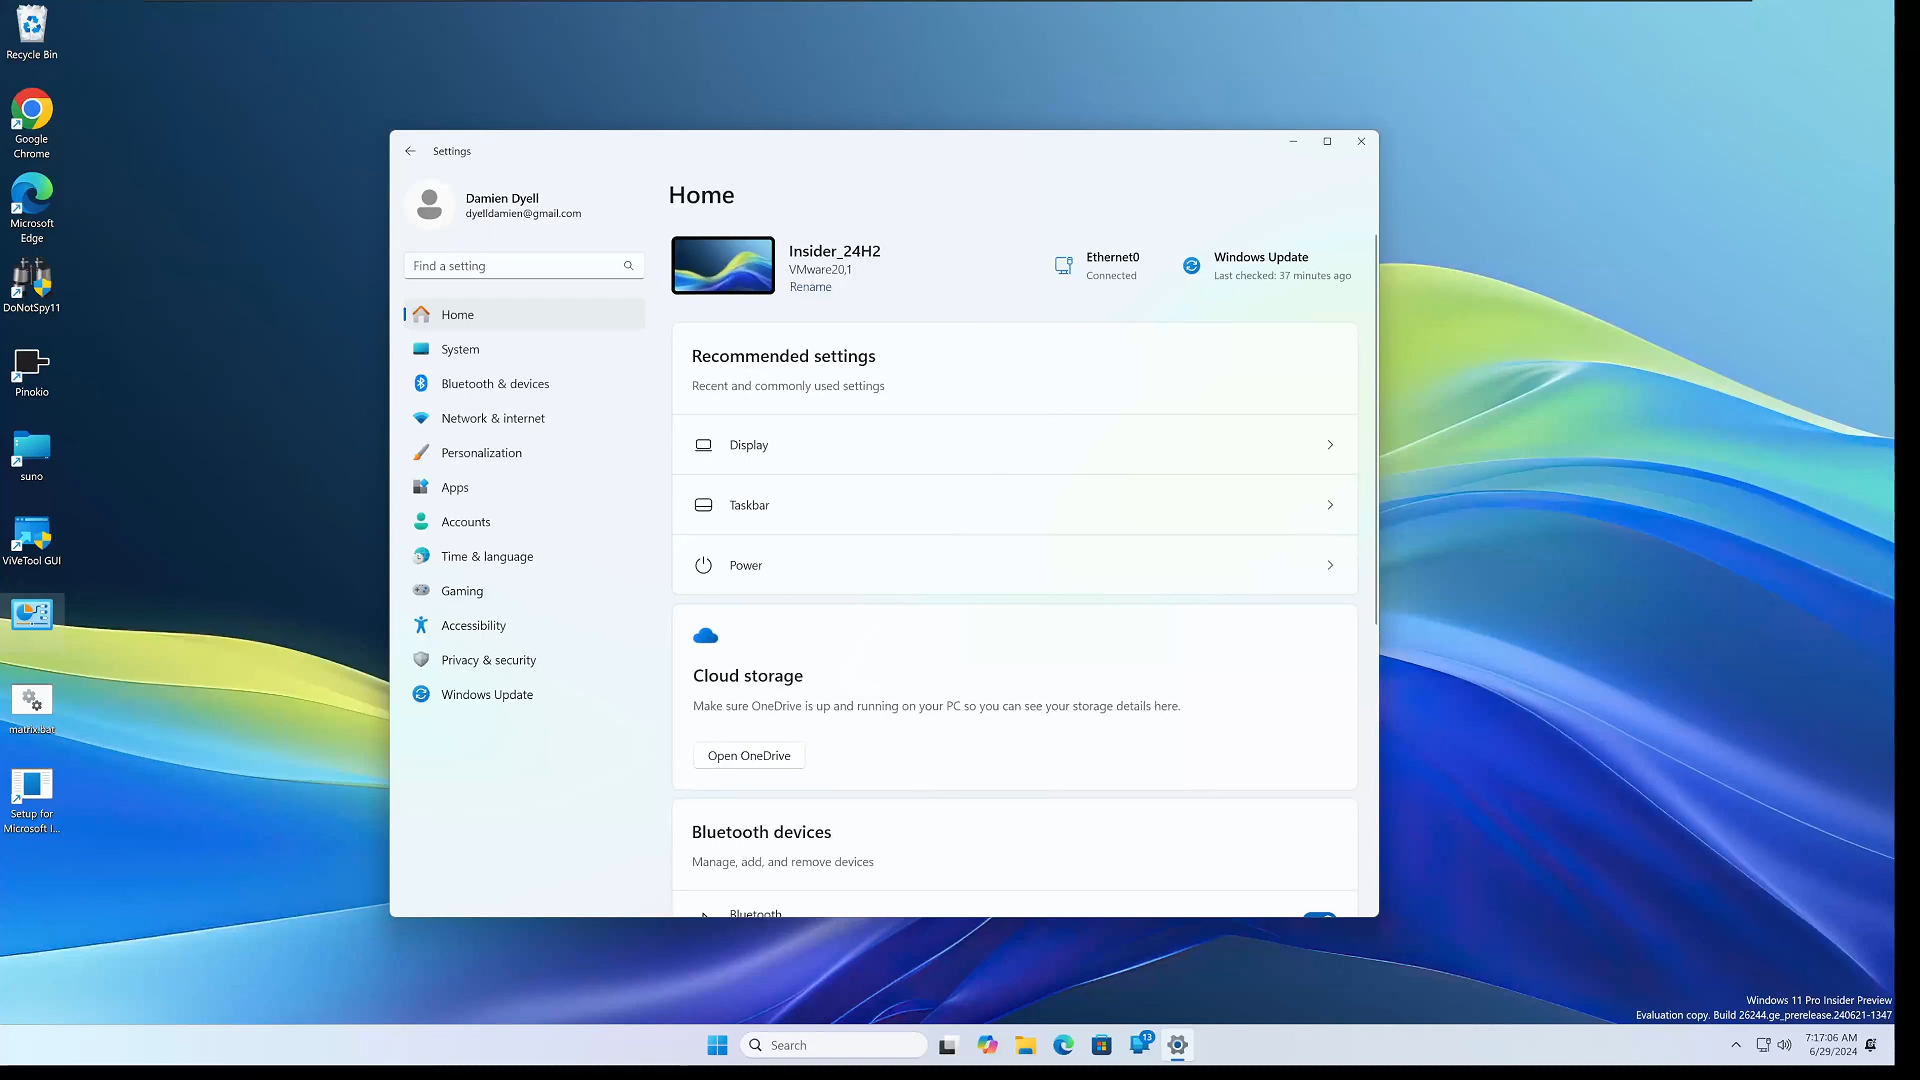 Recycle Bin
Google
Chrome
Microsoft
Edge
DoNotSpy11
Pinokio
suno
ViVeTool GUI
matrix.bat
Setup for
Microsoft I...
Settings
Damien Dyell
dyelldamien@gmail.com
Find a setting
Home
System
Bluetooth & devices
Network & internet
Personalization
Apps
Accounts
Time & language
Gaming
Accessibility
Privacy & security
Windows Update
Home
Insider_24H2
VMware20,1
Rename
Ethernet0
Connected
Windows Update
Last checked: 37 minutes ago
Recommended settings
Recent and commonly used settings
Display
Taskbar
Power
Cloud storage
Make sure OneDrive is up and running on your PC so you can see your storage details here.
Open OneDrive
Bluetooth devices
Manage, add, and remove devices
Bluetooth
Windows 11 Pro Insider Preview
Evaluation copy. Build 26244.ge_prerelease.240621-1347
Search
13
7:17:06 AM
6/29/2024